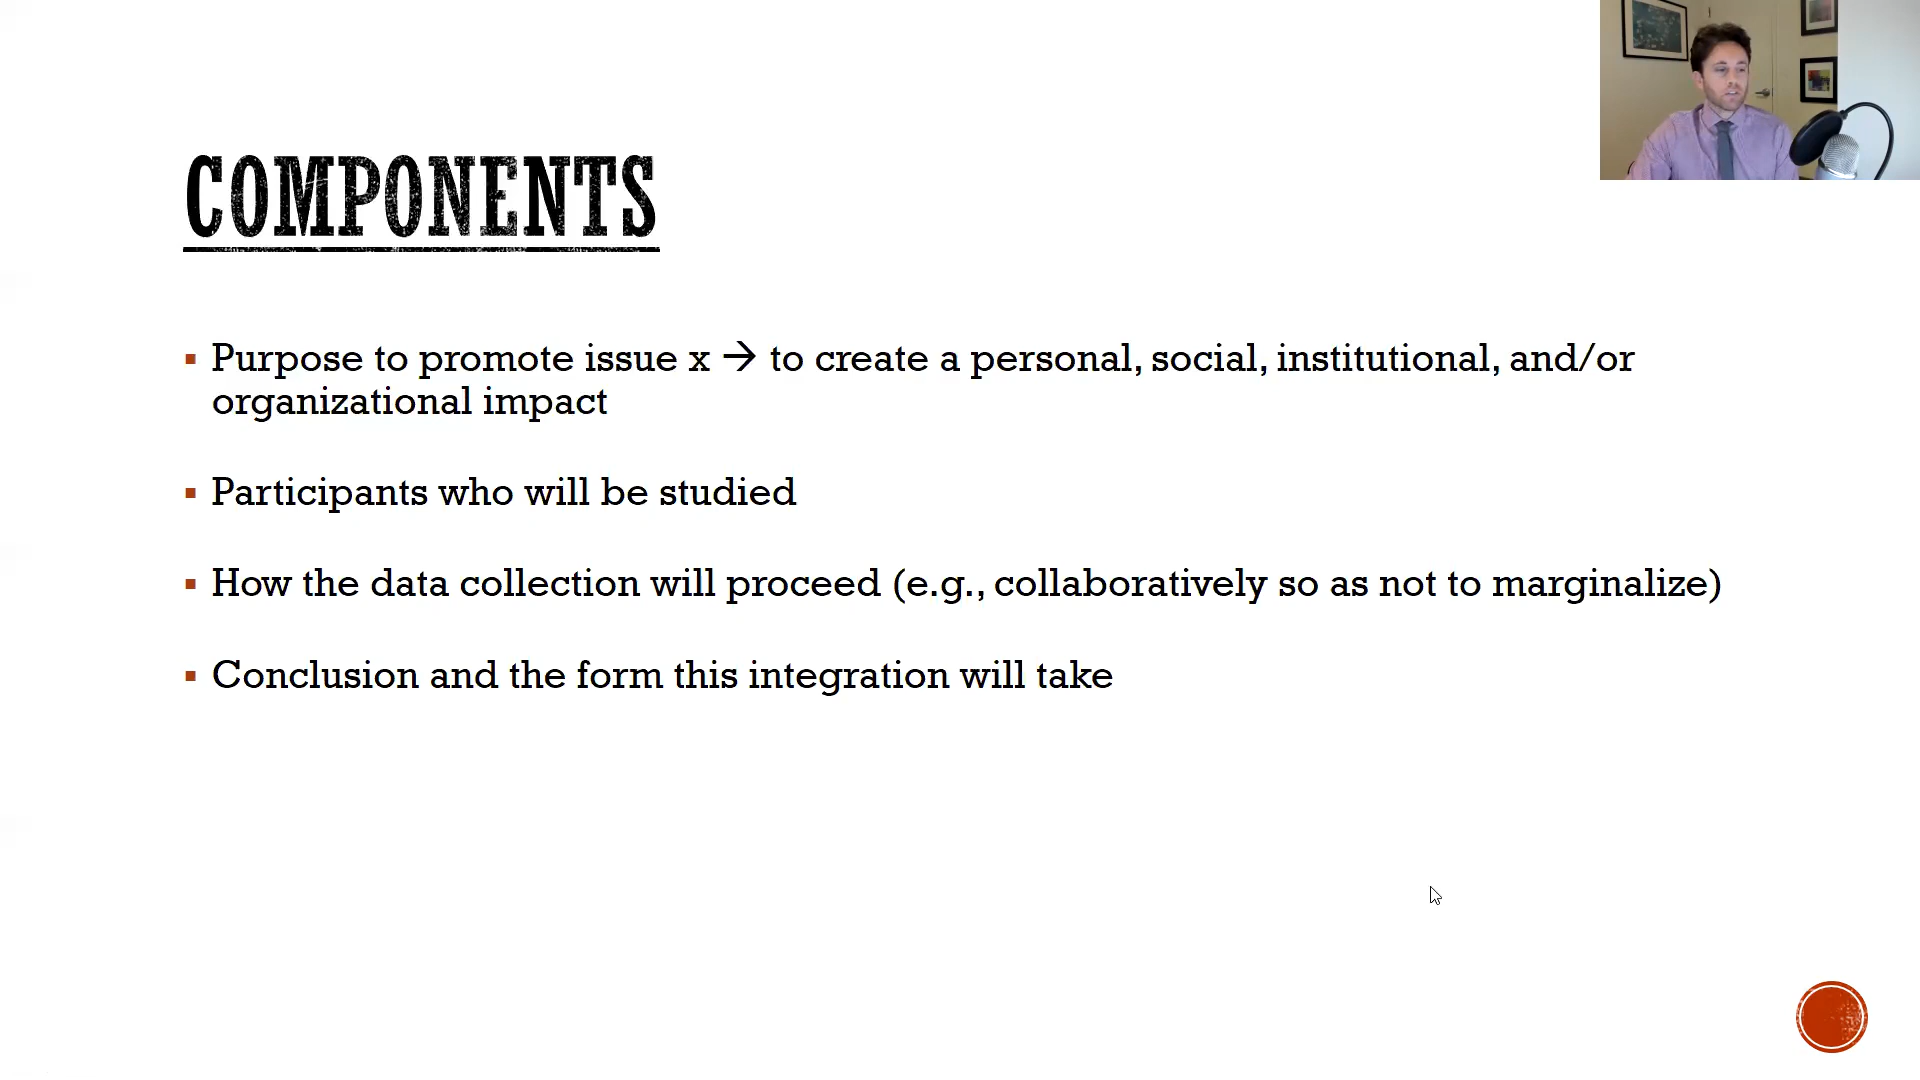 COMPONENTS
▪ Purpose to promote issue x → to create a personal, social, institutional, and/or
organizational impact
▪ Participants who will be studied
▪ How the data collection will proceed (e.g., collaboratively so as not to marginalize)
▪ Conclusion and the form this integration will take